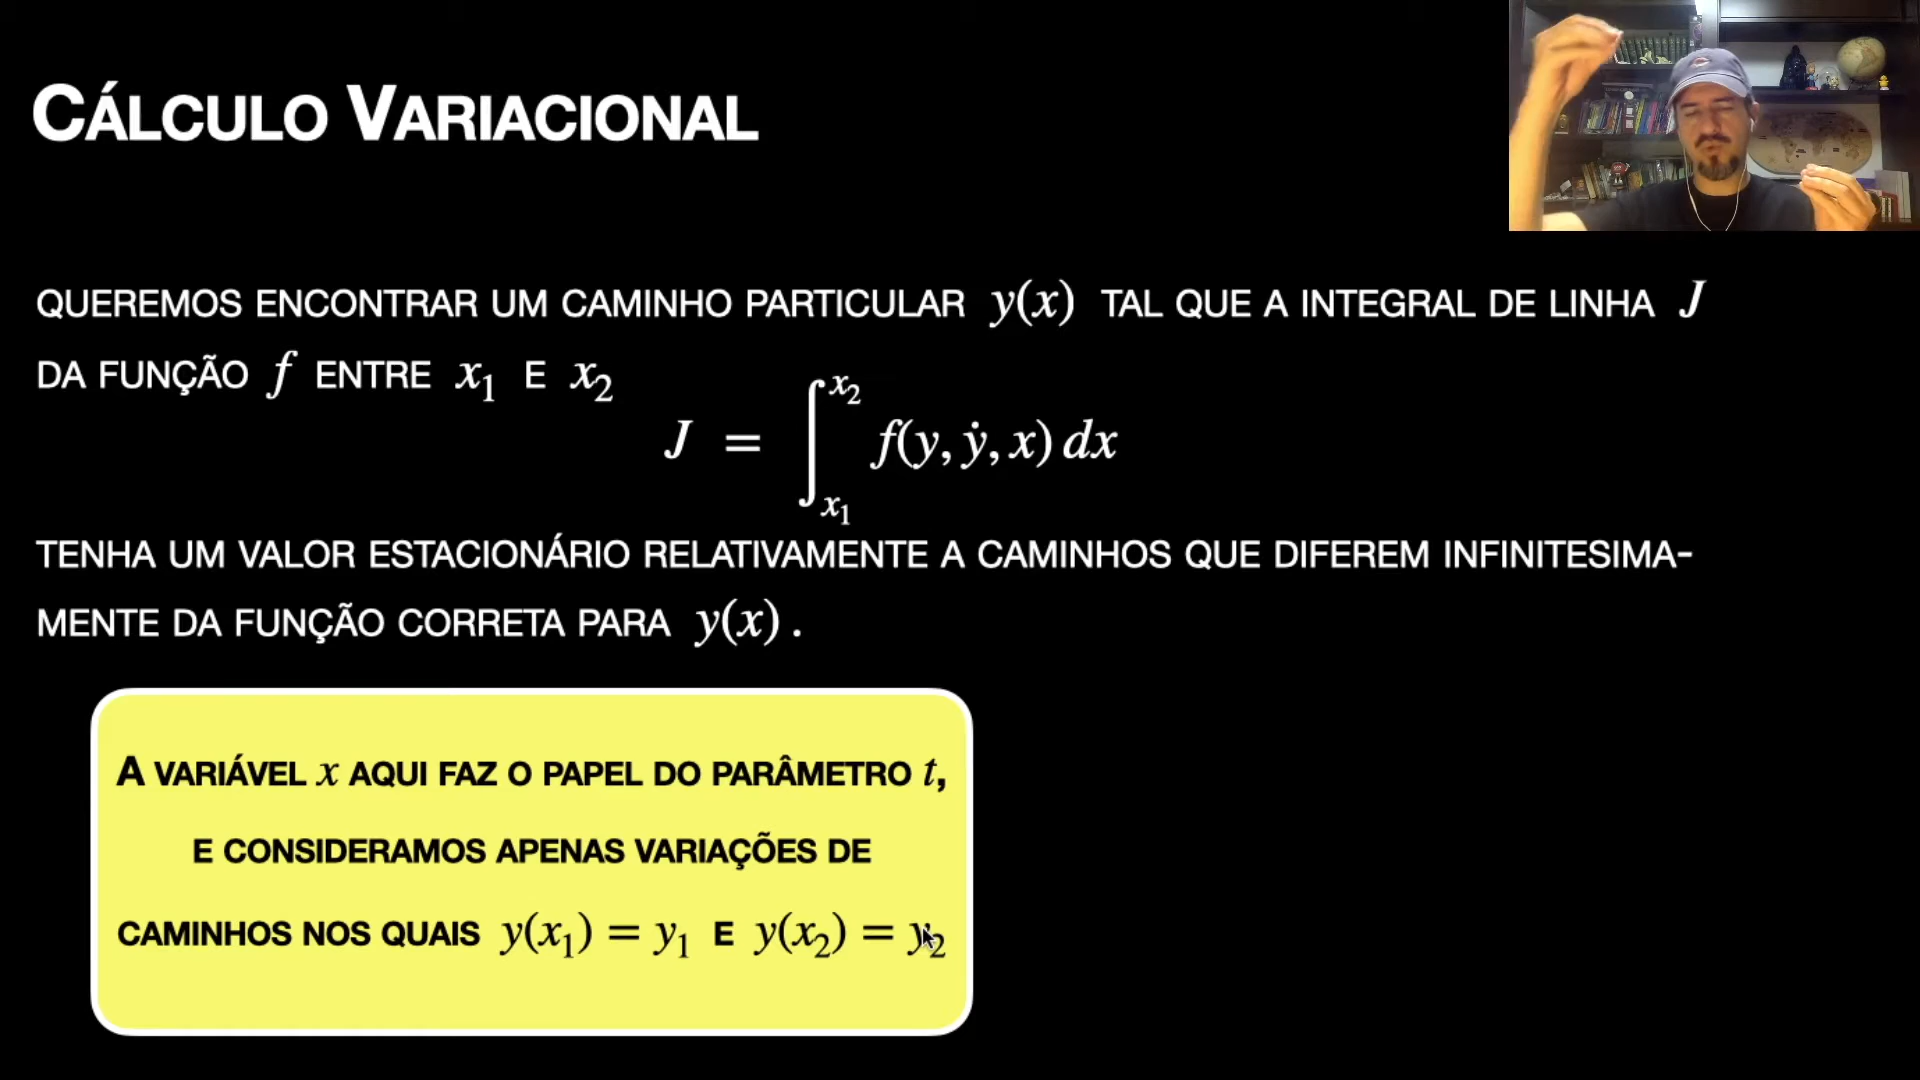 CÁLCULO VARIACIONAL
QUEREMOS ENCONTRAR UM CAMINHO PARTICULAR y(x) TAL QUE A INTEGRAL DE LINHA J
DA FUNÇÃO f ENTRE x₁ E x₂
J = ∫_{x₁}^{x₂} f(y, ẏ, x) dx
TENHA UM VALOR ESTACIONÁRIO RELATIVAMENTE A CAMINHOS QUE DIFEREM INFINITESIMA-
MENTE DA FUNÇÃO CORRETA PARA y(x) .
A VARIÁVEL x AQUI FAZ O PAPEL DO PARÂMETRO t,
E CONSIDERAMOS APENAS VARIAÇÕES DE
CAMINHOS NOS QUAIS y(x₁) = y₁ E y(x₂) = y₂